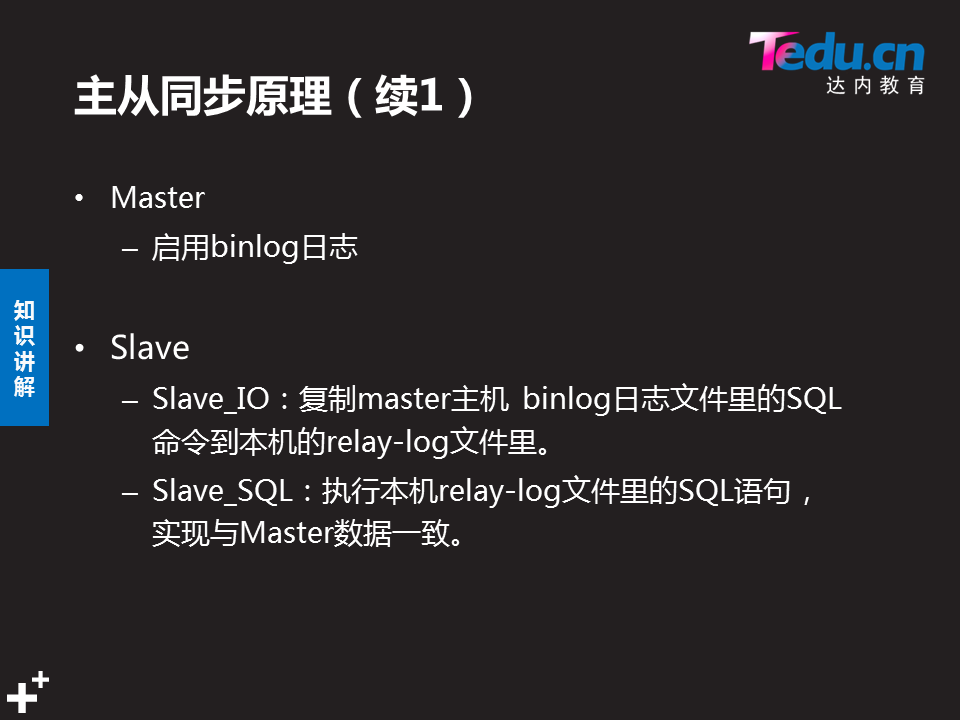 Tedu.cn
达内教育
主从同步原理（续1）
• Master
– 启用binlog日志
知
识
讲
解
• Slave
– Slave_IO：复制master主机 binlog日志文件里的SQL
命令到本机的relay-log文件里。
– Slave_SQL：执行本机relay-log文件里的SQL语句，
实现与Master数据一致。